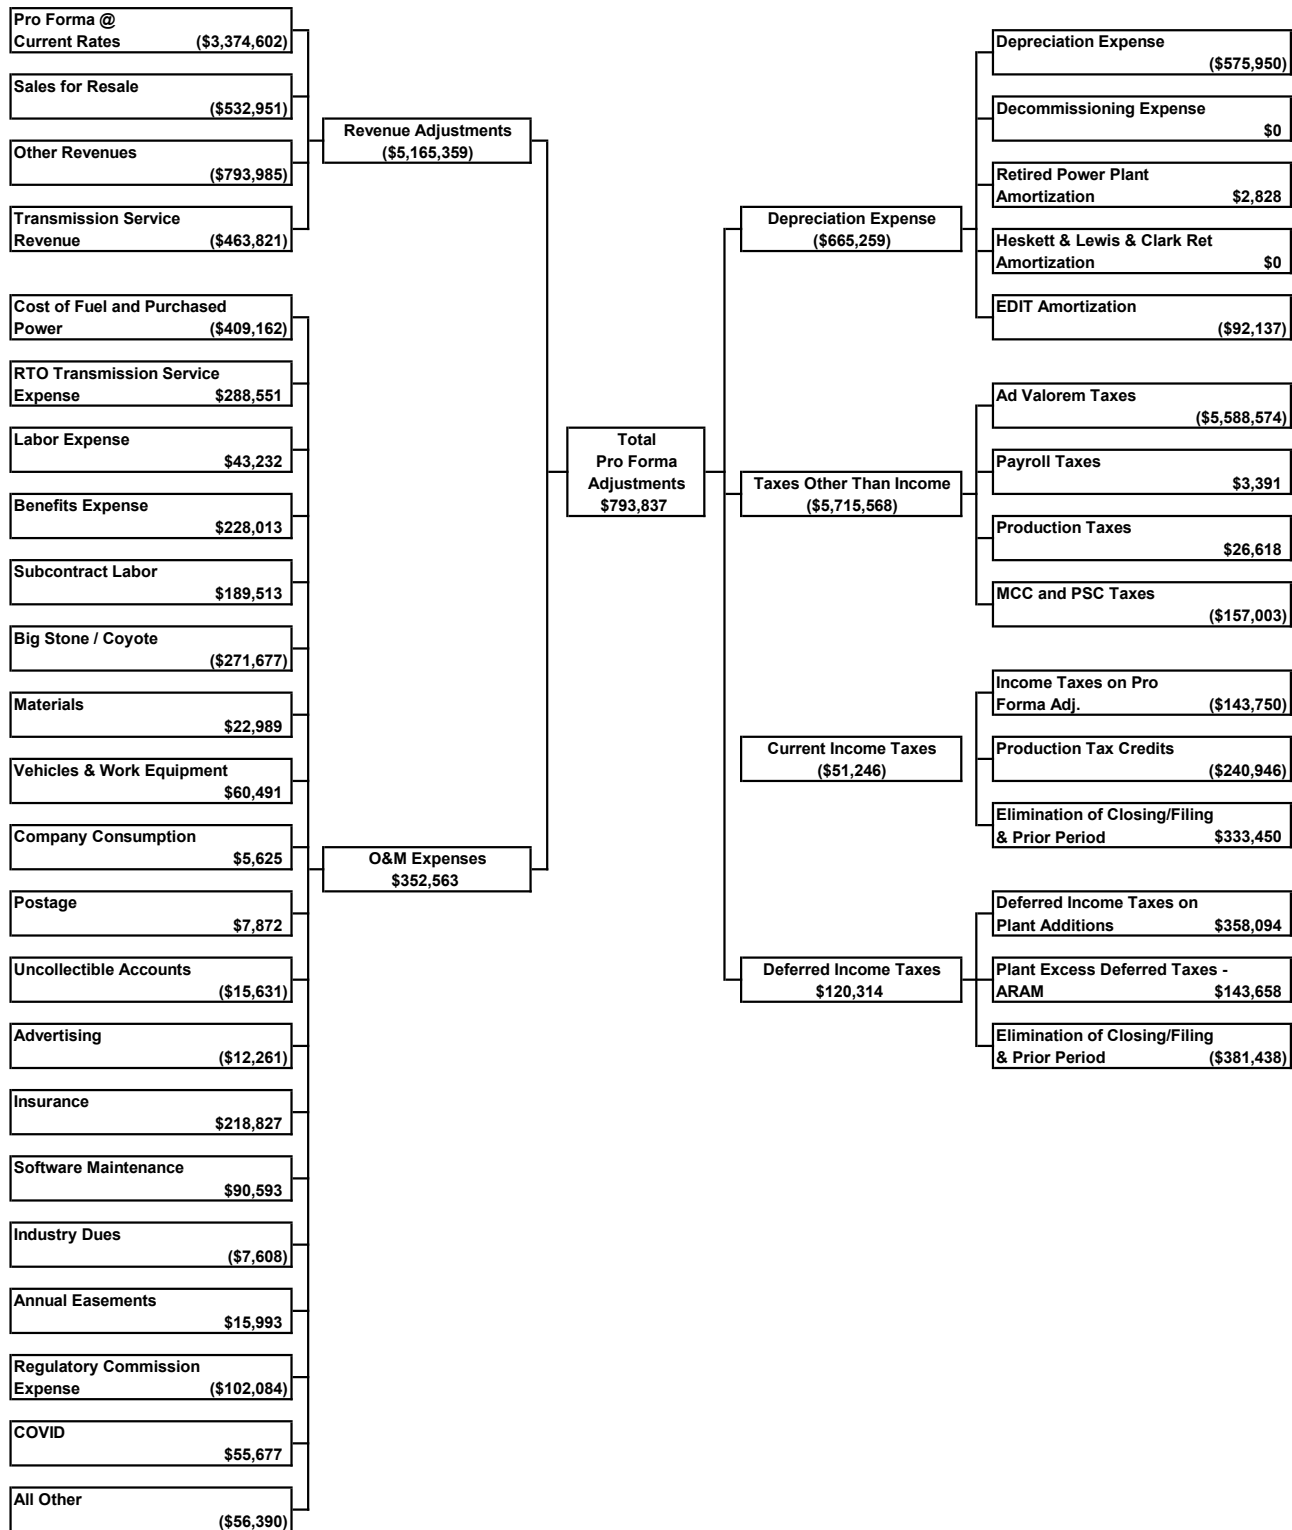 Pro Forma @
Current Rates ($3,374,602)
Sales for Resale
($532,951)
Other Revenues
($793,985)
Transmission Service
Revenue ($463,821)
Cost of Fuel and Purchased
Power ($409,162)
RTO Transmission Service
Expense $288,551
Labor Expense
$43,232
Benefits Expense
$228,013
Subcontract Labor
$189,513
Big Stone / Coyote
($271,677)
Materials
$22,989
Vehicles & Work Equipment
$60,491
Company Consumption
$5,625
Postage
$7,872
Uncollectible Accounts
($15,631)
Advertising
($12,261)
Insurance
$218,827
Software Maintenance
$90,593
Industry Dues
($7,608)
Annual Easements
$15,993
Regulatory Commission
Expense ($102,084)
COVID
$55,677
All Other
($56,390)
Revenue Adjustments
($5,165,359)
O&M Expenses
$352,563
Total
Pro Forma
Adjustments
$793,837
Depreciation Expense
($665,259)
Taxes Other Than Income
($5,715,568)
Current Income Taxes
($51,246)
Deferred Income Taxes
$120,314
Depreciation Expense
($575,950)
Decommissioning Expense
$0
Retired Power Plant
Amortization $2,828
Heskett & Lewis & Clark Ret
Amortization $0
EDIT Amortization
($92,137)
Ad Valorem Taxes
($5,588,574)
Payroll Taxes
$3,391
Production Taxes
$26,618
MCC and PSC Taxes
($157,003)
Income Taxes on Pro
Forma Adj. ($143,750)
Production Tax Credits
($240,946)
Elimination of Closing/Filing
& Prior Period $333,450
Deferred Income Taxes on
Plant Additions $358,094
Plant Excess Deferred Taxes -
ARAM $143,658
Elimination of Closing/Filing
& Prior Period ($381,438)